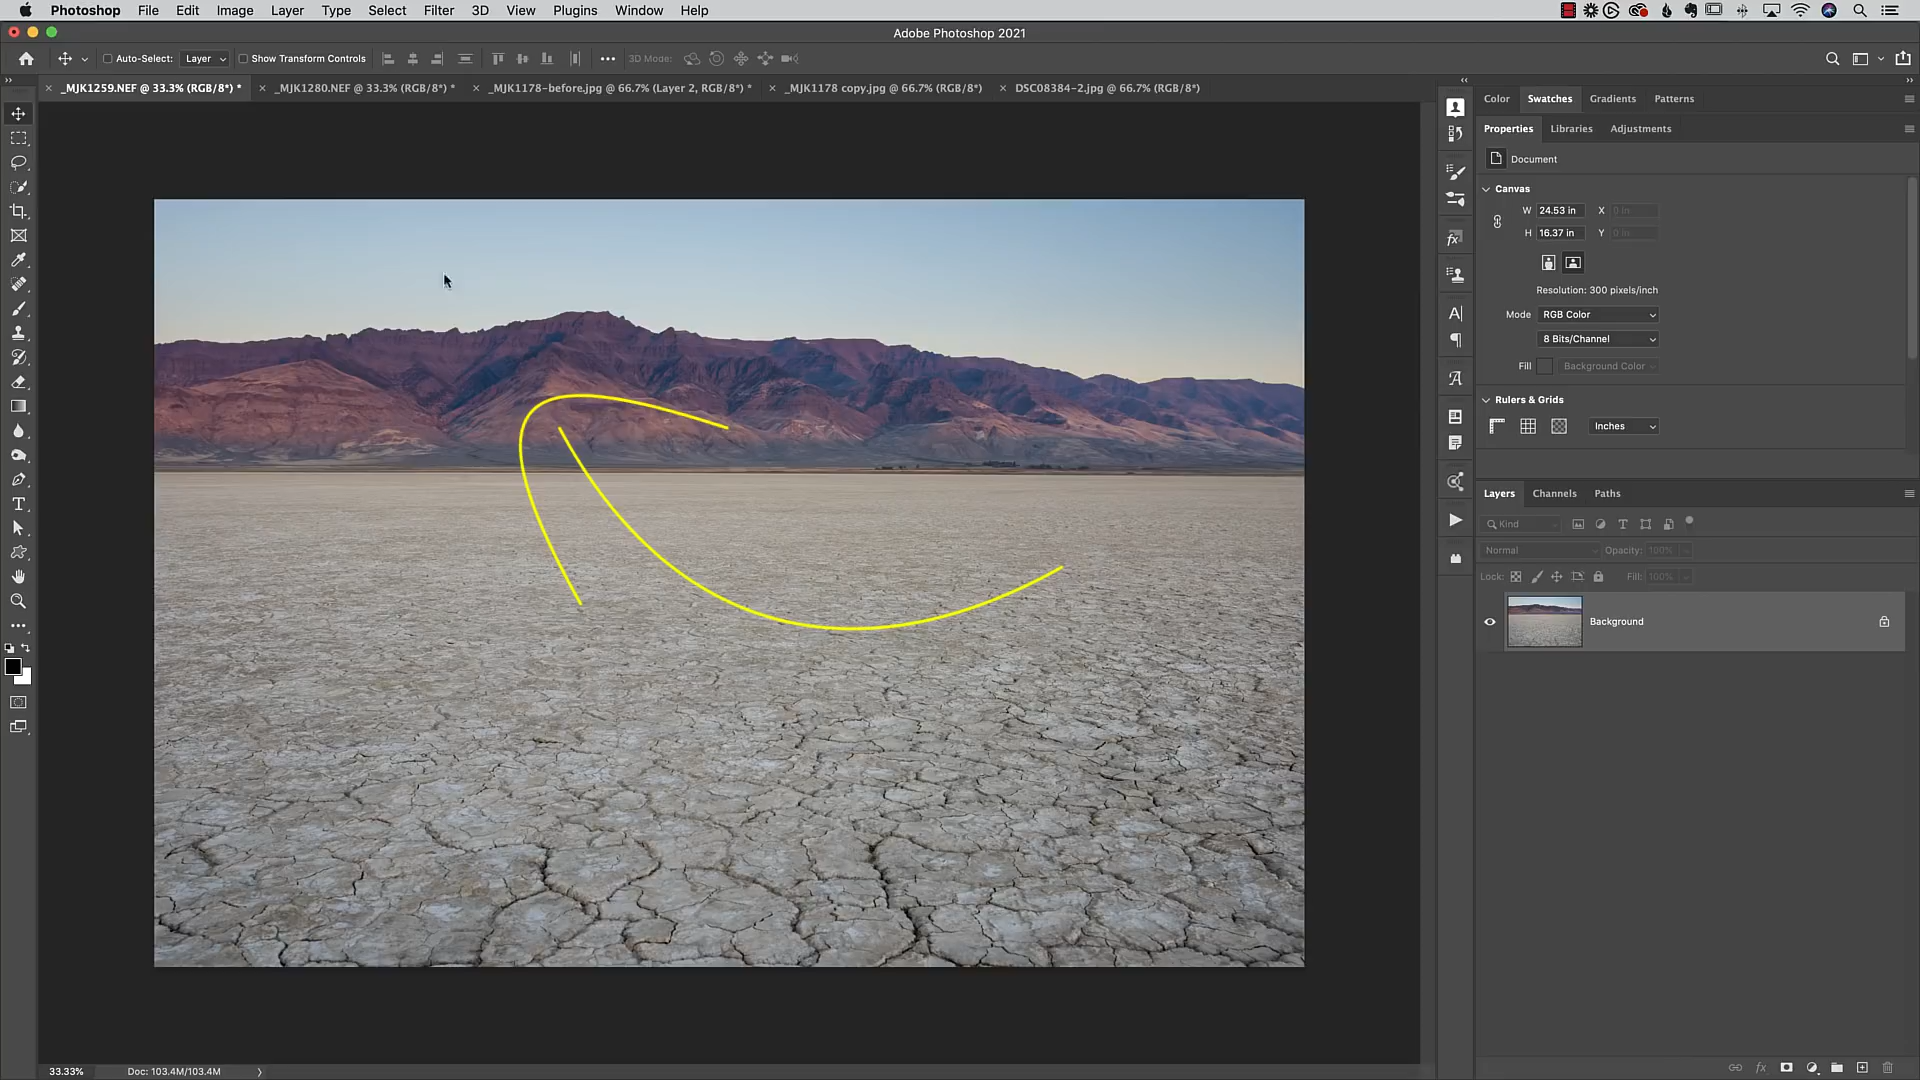 Photoshop File Edit Image Layer Type Select Filter 3D View Plugins Window Help
Adobe Photoshop 2021
Auto-Select: Layer Show Transform Controls 3D Mode:
_MJK1259.NEF @ 33.3% (RGB/8*) * _MJK1280.NEF @ 33.3% (RGB/8*) * _MJK1178-before.jpg @ 66.7% (Layer 2, RGB/8*) * _MJK1178 copy.jpg @ 66.7% (RGB/8*) DSC08384-2.jpg @ 66.7% (RGB/8*)
Color Swatches Gradients Patterns
Properties Libraries Adjustments
Document
Canvas
W 24.53 in X 0 in
H 16.37 in Y 0 in
Resolution: 300 pixels/inch
Mode RGB Color
8 Bits/Channel
Fill Background Color
Rulers & Grids
Inches
Layers Channels Paths
Kind
Normal Opacity: 100%
Lock: Fill: 100%
Background
33.33% Doc: 103.4M/103.4M